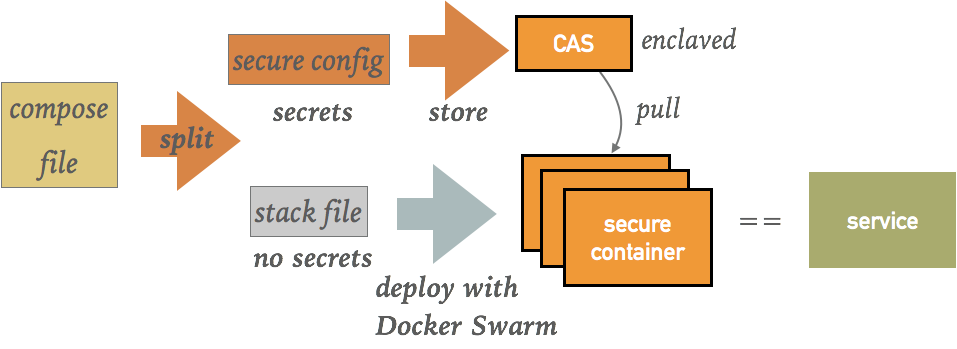 compose
file
split
secure config
secrets
store
CAS
enclaved
pull
stack file
no secrets
deploy with
Docker Swarm
secure
container
==
service